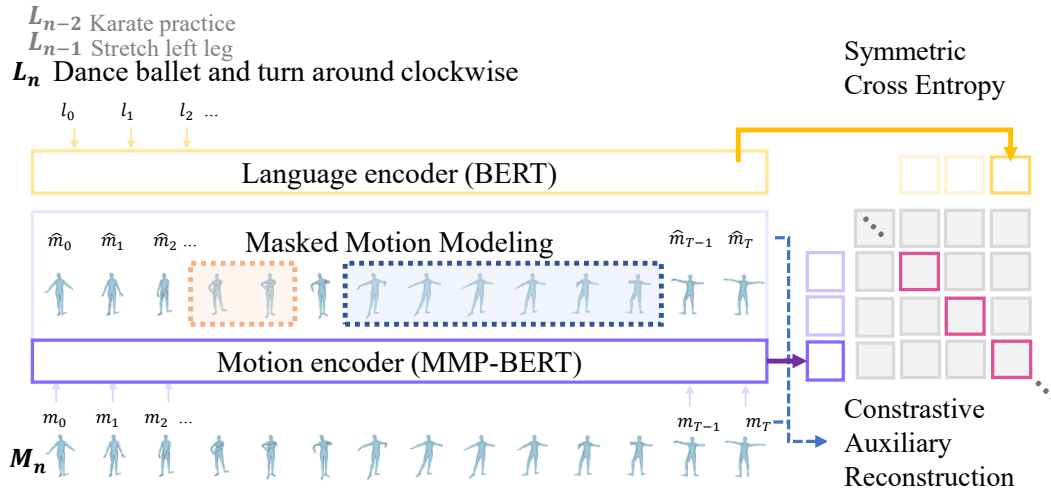 L_{n-2} Karate practice
L_{n-1} Stretch left leg
L_n Dance ballet and turn around clockwise
Symmetric
Cross Entropy
l_0 l_1 l_2 ...
Language encoder (BERT)
m̂_0 m̂_1 m̂_2 ... Masked Motion Modeling m̂_{T-1} m̂_T
Motion encoder (MMP-BERT)
m_0 m_1 m_2 ... m_{T-1} m_T
M_n
Constrastive
Auxiliary
Reconstruction